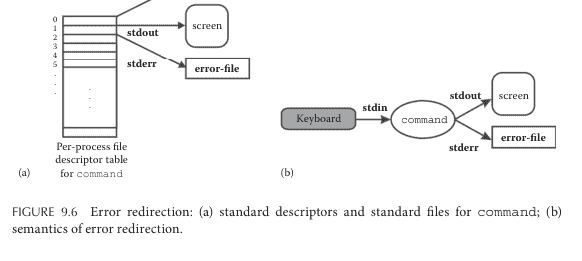 0
1
2
3
4
5
.
.
.
.
.
.
stdout
screen
stderr
error-file
Per-process file
descriptor table
for command
(a)
Keyboard
stdin
command
stdout
screen
stderr
error-file
(b)
FIGURE 9.6 Error redirection: (a) standard descriptors and standard files for command; (b)
semantics of error redirection.